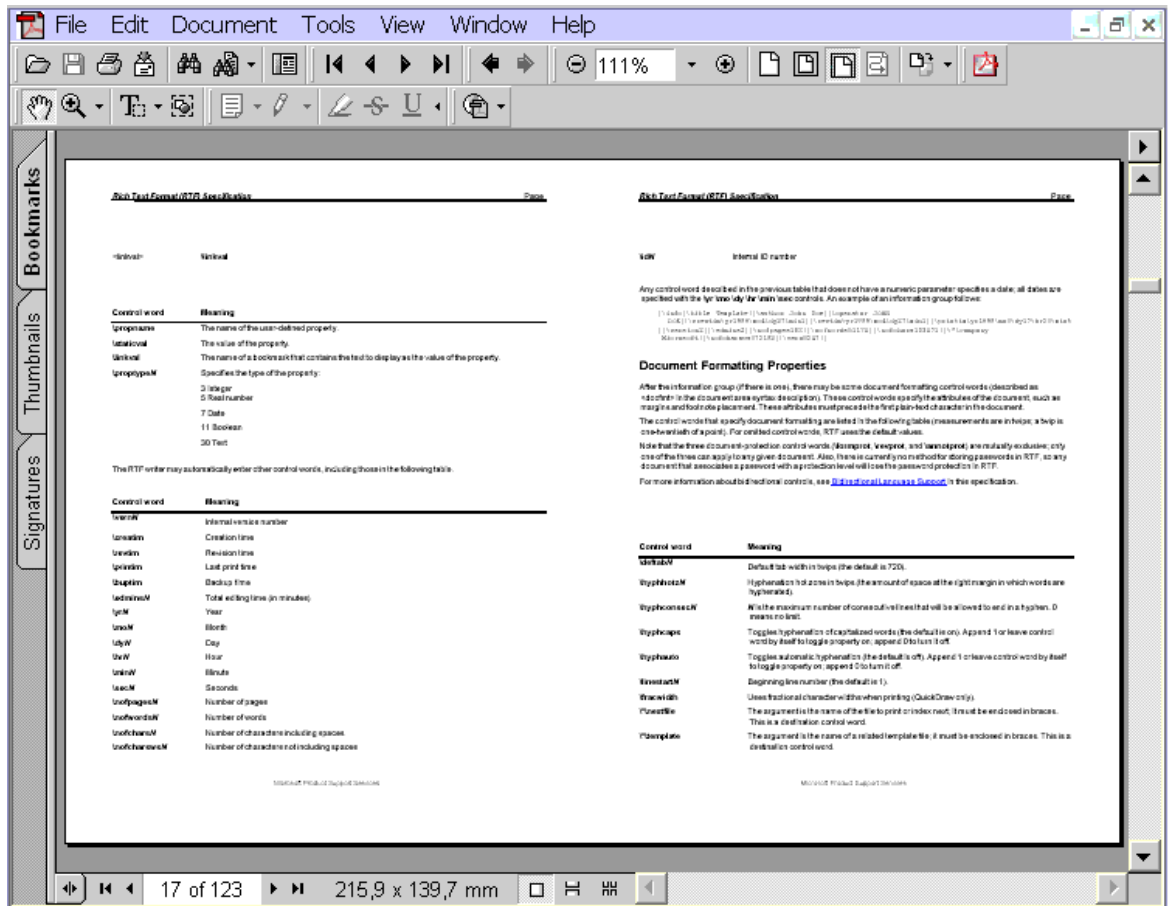 File Edit Document Tools View Window Help
111%
Bookmarks
Thumbnails
Signatures
Rich Text Format (RTF) Specification Page
<linkval> \linkval
Control word Meaning
\propname The name of the user-defined property.
\staticval The value of the property.
\linkval The name of a bookmark that contains the text to display as the value of the property.
\proptypeN Specifies the type of the property:
3 Integer
5 Real number
7 Date
11 Boolean
30 Text
The RTF writer may automatically enter other control words, including those in the following table.
Control word Meaning
\vernN Internal version number
\creatim Creation time
\revtim Revision time
\printim Last print time
\buptim Backup time
\edminsN Total editing time (in minutes)
\yrN Year
\moN Month
\dyN Day
\hrN Hour
\minN Minute
\secN Seconds
\nofpagesN Number of pages
\nofwordsN Number of words
\nofcharsN Number of characters including spaces
\nofcharswsN Number of characters not including spaces
Microsoft Product Support Services
Rich Text Format (RTF) Specification Page
\idN Internal ID number
Any control word described in the previous table that does not have a numeric parameter specifies a date; all dates are
specified with the \yr \mo \dy \hr \min \sec controls. An example of an information group follows:
Document Formatting Properties
After the information group (if there is one), there may be some document formatting control words (described as
<docfmt> in the document area syntax description). These control words specify the attributes of the document, such as
margins and footnote placement. These attributes must precede the first plain-text character in the document.
The control words that specify document formatting are listed in the following table (measurements are in twips; a twip is
one-twentieth of a point). For omitted control words, RTF uses the default values.
Note that the three document-protection control words (\formprot, \revprot, and \annotprot) are mutually exclusive; only
one of the three can apply to any given document. Also, there is currently no method for storing passwords in RTF, so any
document that associates a password with a protection level will lose the password protection in RTF.
For more information about bidirectional controls, see Bidirectional Language Support in this specification.
Control word Meaning
\deftabN Default tab width in twips (the default is 720).
\hyphhotzN Hyphenation hot zone in twips (the amount of space at the right margin in which words are
hyphenated).
\hyphconsecN N is the maximum number of consecutive lines that will be allowed to end in a hyphen. 0
means no limit.
\hyphcaps Toggles hyphenation of capitalized words (the default is on). Append 1 or leave control
word by itself to toggle property on; append 0 to turn it off.
\hyphauto Toggles automatic hyphenation (the default is off). Append 1 or leave control word by itself
to toggle property on; append 0 to turn it off.
\linestartN Beginning line number (the default is 1).
\fracwidth Uses fractional character widths when printing (QuickDraw only).
\*\nextfile The argument is the name of the file to print or index next; it must be enclosed in braces.
This is a destination control word.
\*\template The argument is the name of a related template file; it must be enclosed in braces. This is a
destination control word.
Microsoft Product Support Services
17 of 123 215,9 x 139,7 mm